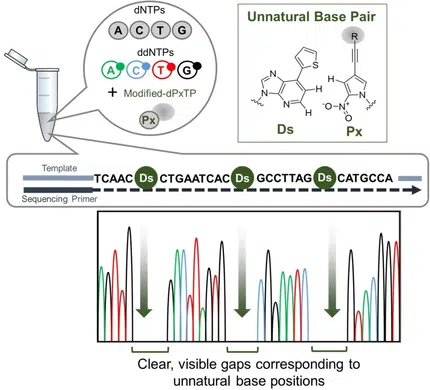 dNTPs
A C T G
ddNTPs
A C T G
+ Modified-dPxTP
Px
Unnatural Base Pair
R
S
N
N
N
N
H
H
H
N
-O N+ O
Ds Px
Template
TCAAC Ds CTGAATCAC Ds GCCTTAG Ds CATGCCA
Sequencing Primer
Clear, visible gaps corresponding to
unnatural base positions